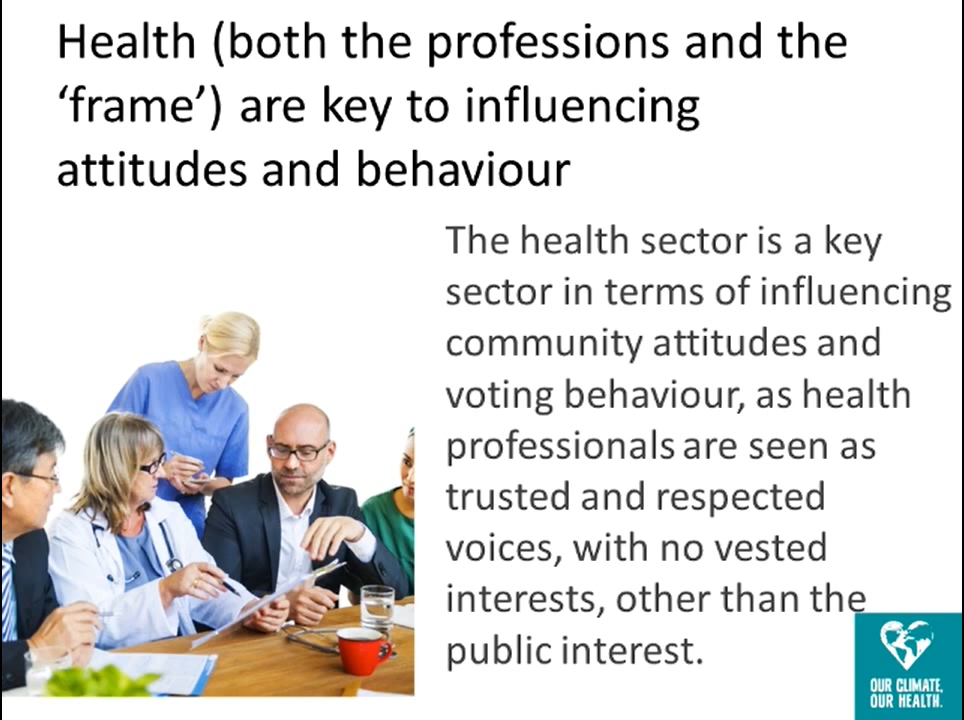 Health (both the professions and the
‘frame’) are key to influencing
attitudes and behaviour
The health sector is a key
sector in terms of influencing
community attitudes and
voting behaviour, as health
professionals are seen as
trusted and respected
voices, with no vested
interests, other than the
public interest.
OUR CLIMATE,
OUR HEALTH.